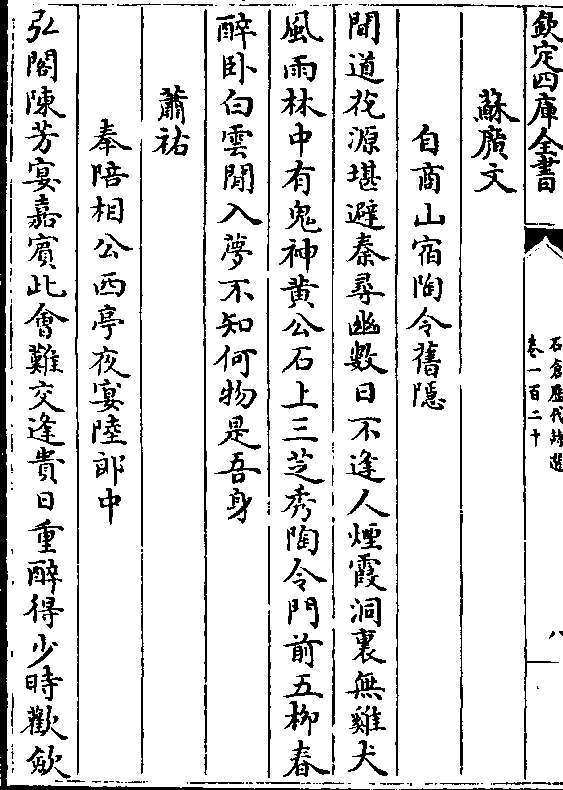 欽定四庫全書
石倉歷代詩選
卷一百二十
八
蘇廣文
自商山宿陶令舊隱
聞道花源堪避秦尋幽數日不逢人煙霞洞裏無雞犬
風雨林中有鬼神黃公石上三芝秀陶令門前五柳春
醉臥白雲閒入夢不知何物是吾身
蕭祐
奉陪相公西亭夜宴陸郎中
弘閣陳芳宴嘉賓此會難交逢貴日重醉得少時歡歛